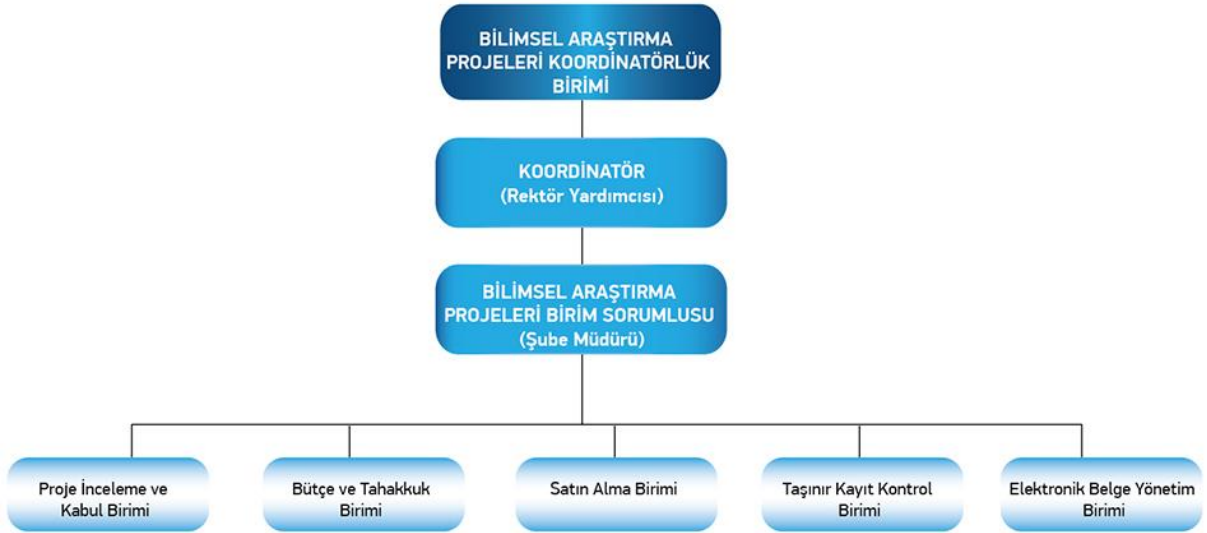 BİLİMSEL ARAŞTIRMA
PROJELERİ KOORDİNATÖRLÜK
BİRİMİ
KOORDİNATÖR
(Rektör Yardımcısı)
BİLİMSEL ARAŞTIRMA
PROJELERİ BİRİM SORUMLUSU
(Şube Müdürü)
Proje İnceleme ve
Kabul Birimi
Bütçe ve Tahakkuk
Birimi
Satın Alma Birimi
Taşınır Kayıt Kontrol
Birimi
Elektronik Belge Yönetim
Birimi